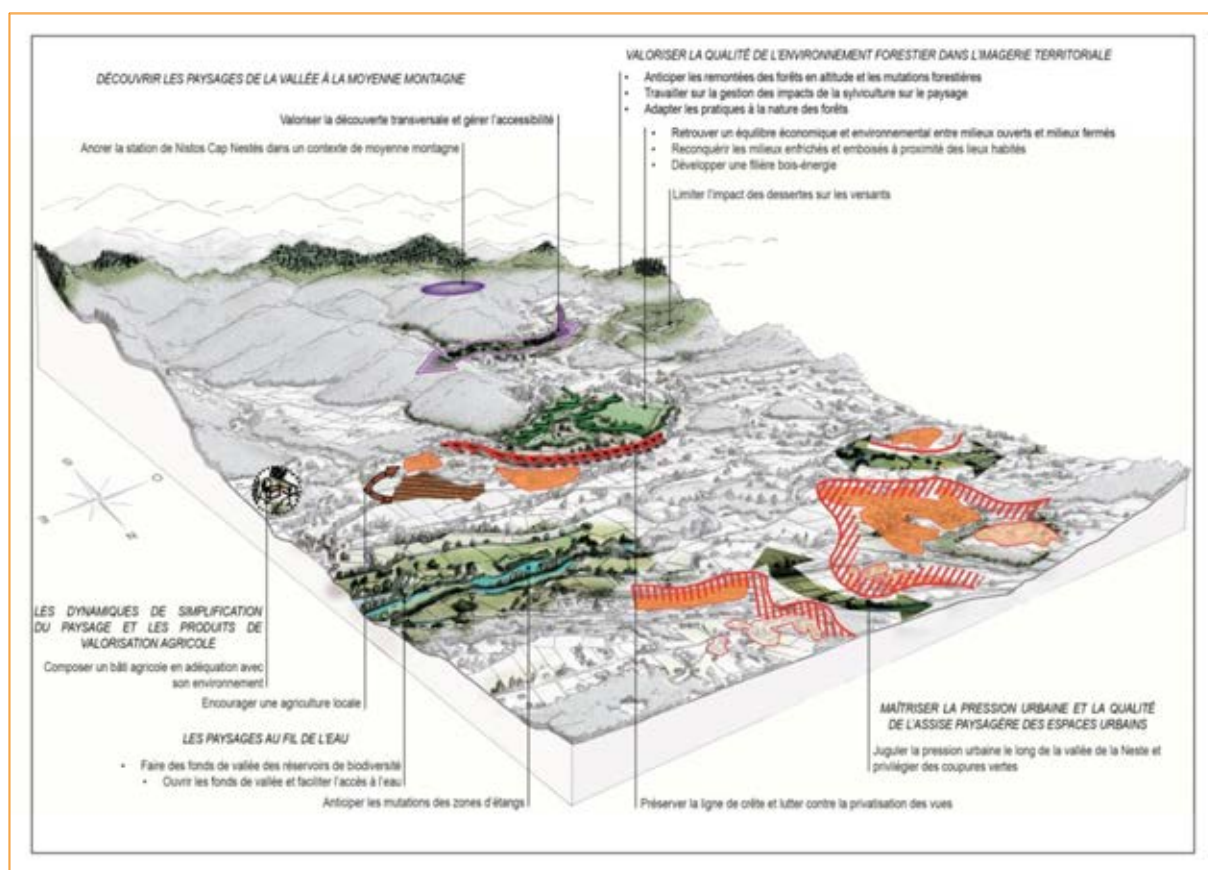 DÉCOUVRIR LES PAYSAGES DE LA VALLÉE À LA MOYENNE MONTAGNE
Valoriser la découverte transversale et gérer l'accessibilité
Ancrer la station de Nistos Cap Nestès dans un contexte de moyenne montagne
VALORISER LA QUALITÉ DE L'ENVIRONNEMENT FORESTIER DANS L'IMAGERIE TERRITORIALE
• Anticiper les remontées des forêts en altitude et les mutations forestières
• Travailler sur la gestion des impacts de la sylviculture sur le paysage
• Adapter les pratiques à la nature des forêts
• Retrouver un équilibre économique et environnemental entre milieux ouverts et milieux fermés
• Reconquérir les milieux enfrichés et emboisés à proximité des lieux habités
• Développer une filière bois-énergie
Limiter l'impact des dessertes sur les versants
S
O
E
N
LES DYNAMIQUES DE SIMPLIFICATION
DU PAYSAGE ET LES PRODUITS DE
VALORISATION AGRICOLE
Composer un bâti agricole en adéquation avec
son environnement
Encourager une agriculture locale
LES PAYSAGES AU FIL DE L'EAU
• Faire des fonds de vallée des réservoirs de biodiversité
• Ouvrir les fonds de vallée et faciliter l'accès à l'eau
Anticiper les mutations des zones d'étangs
Préserver la ligne de crête et lutter contre la privatisation des vues
MAÎTRISER LA PRESSION URBAINE ET LA QUALITÉ
DE L'ASSISE PAYSAGÈRE DES ESPACES URBAINS
Juguler la pression urbaine le long de la vallée de la Neste et
privilégier des coupures vertes